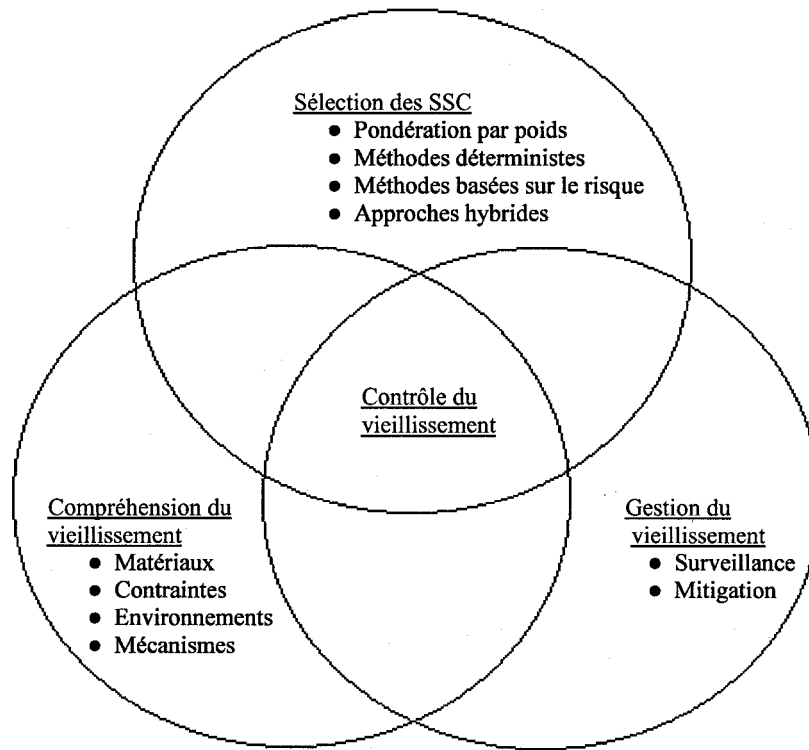 Sélection des SSC
● Pondération par poids
● Méthodes déterministes
● Méthodes basées sur le risque
● Approches hybrides
Contrôle du
vieillissement
Compréhension du
vieillissement
● Matériaux
● Contraintes
● Environnements
● Mécanismes
Gestion du
vieillissement
● Surveillance
● Mitigation